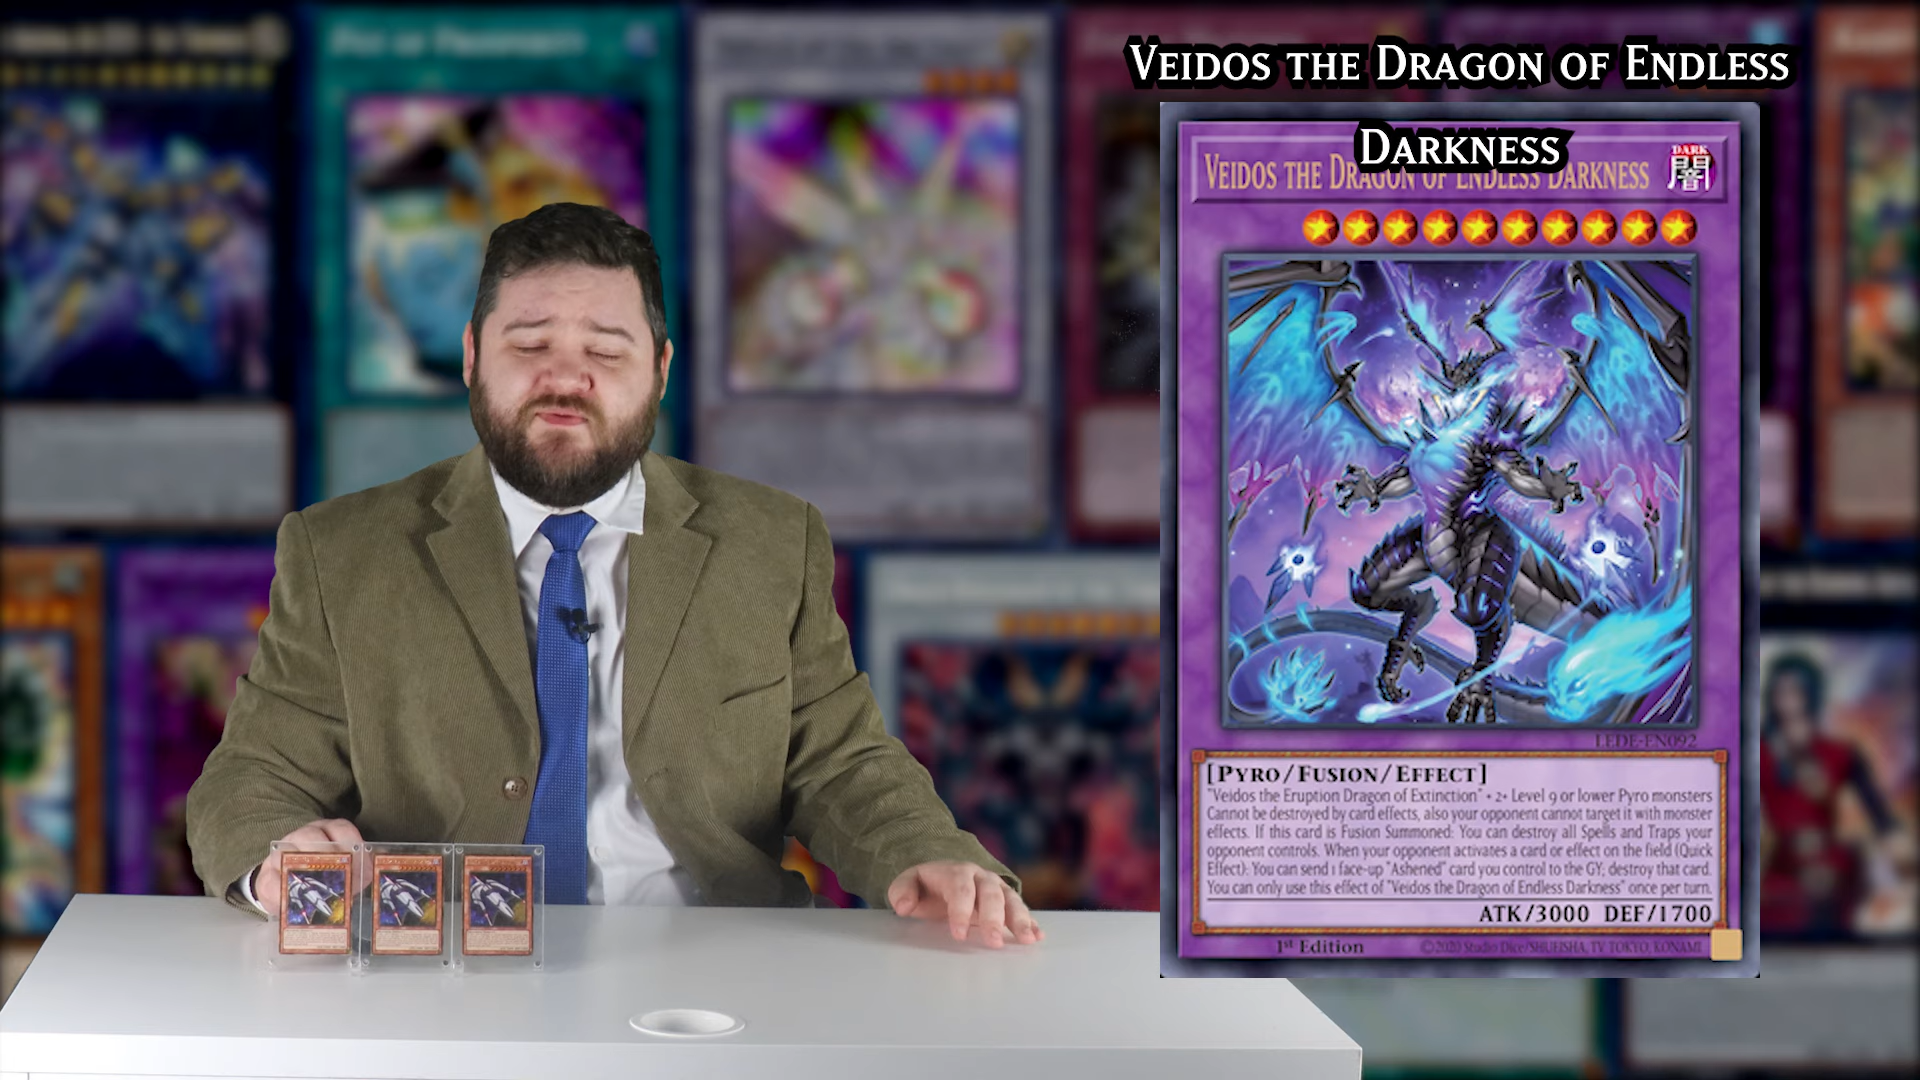 VEIDOS THE DRAGON OF ENDLESS
DARKNESS
VEIDOS THE DRAGON OF ENDLESS DARKNESS
DARK
闇
LEDE-EN092
[PYRO/FUSION/EFFECT]
"Veidos the Eruption Dragon of Extinction" + 2+ Level 9 or lower Pyro monsters
Cannot be destroyed by card effects, also your opponent cannot target it with monster
effects. If this card is Fusion Summoned: You can destroy all Spells and Traps your
opponent controls. When your opponent activates a card or effect on the field (Quick
Effect): You can send 1 face-up "Ashened" card you control to the GY; destroy that card.
You can only use this effect of "Veidos the Dragon of Endless Darkness" once per turn.
ATK/3000 DEF/1700
1st Edition ©2020 Studio Dice/SHUEISHA, TV TOKYO, KONAMI